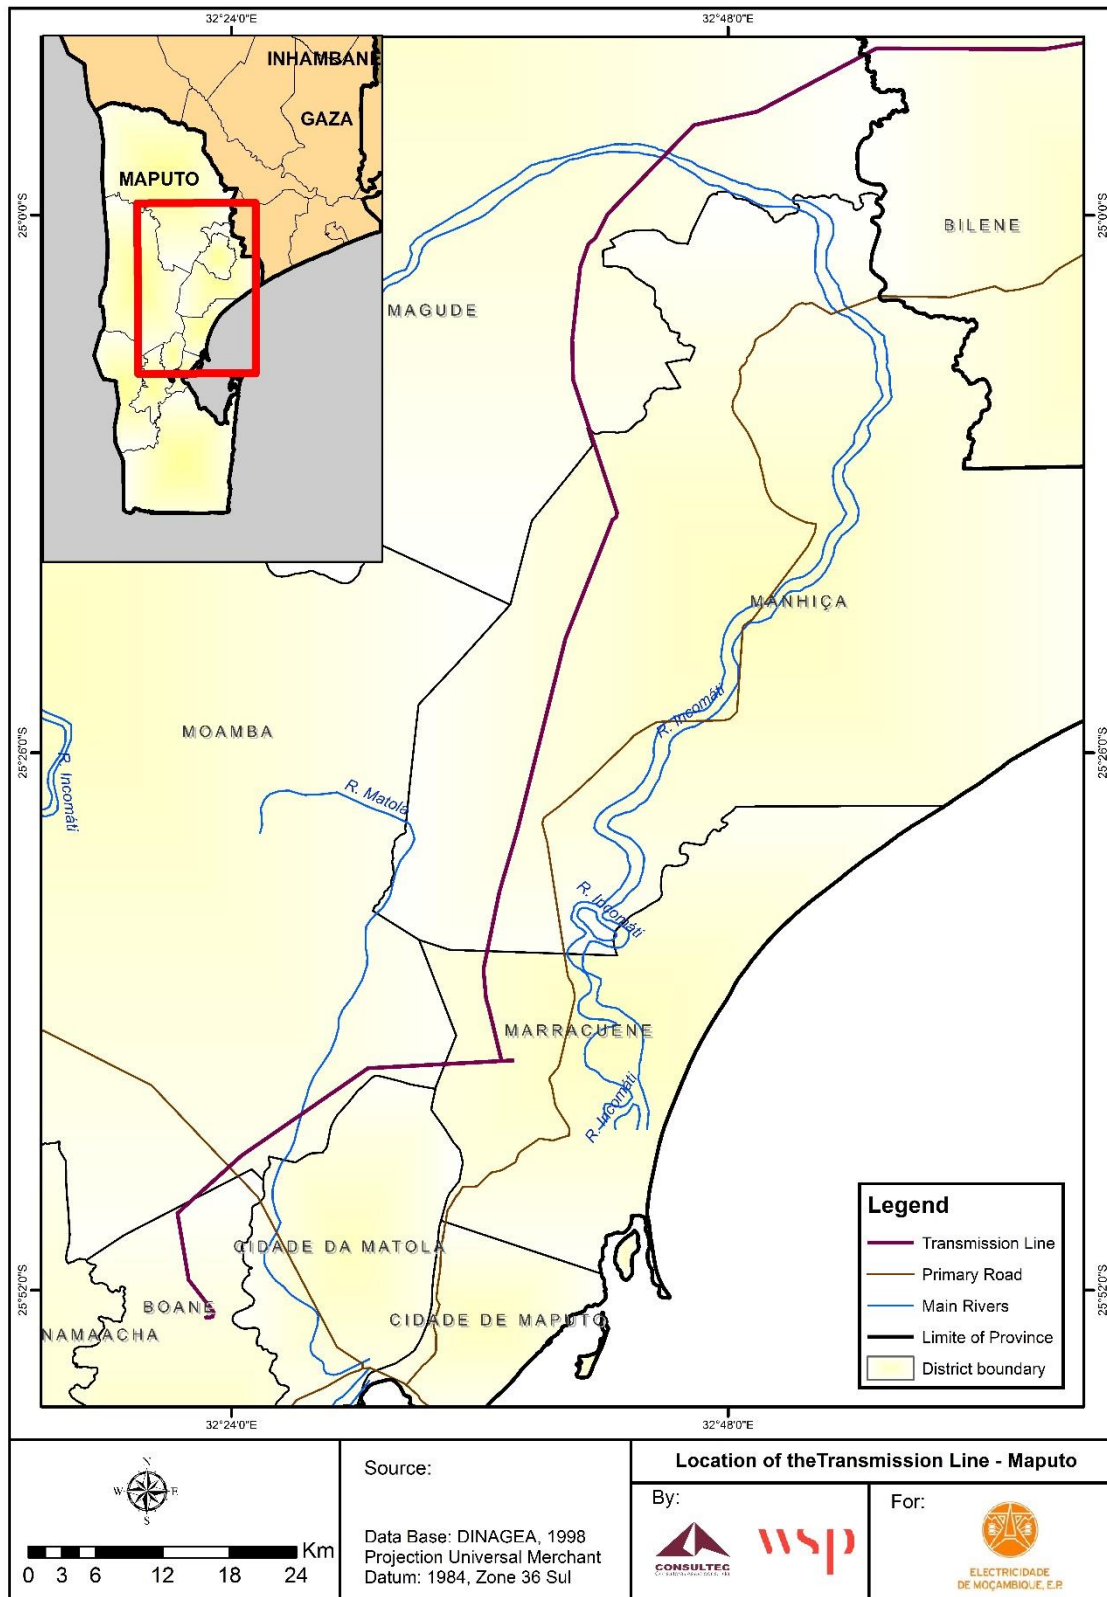 32°24'0"E
32°48'0"E
INHAMBANE
GAZA
MAPUTO
25°0'0"S
25°0'0"S
BILENE
MAGUDE
MANHIÇA
R. Incomáti
MOAMBA
25°26'0"S
25°26'0"S
R. Incomáti
R. Matola
R. Incomáti
MARRACUENE
R. Incomáti
CIDADE DA MATOLA
25°52'0"S
25°52'0"S
BOANE
NAMAACHA
CIDADE DE MAPUTO
Legend
Transmission Line
Primary Road
Main Rivers
Limite of Province
District boundary
32°24'0"E
32°48'0"E
N
W
E
S
Km
0 3 6 12 18 24
Source:
Data Base: DINAGEA, 1998
Projection Universal Merchant
Datum: 1984, Zone 36 Sul
Location of theTransmission Line - Maputo
By:
CONSULTEC
wsp
For:
ELECTRICIDADE
DE MOÇAMBIQUE, E.P.